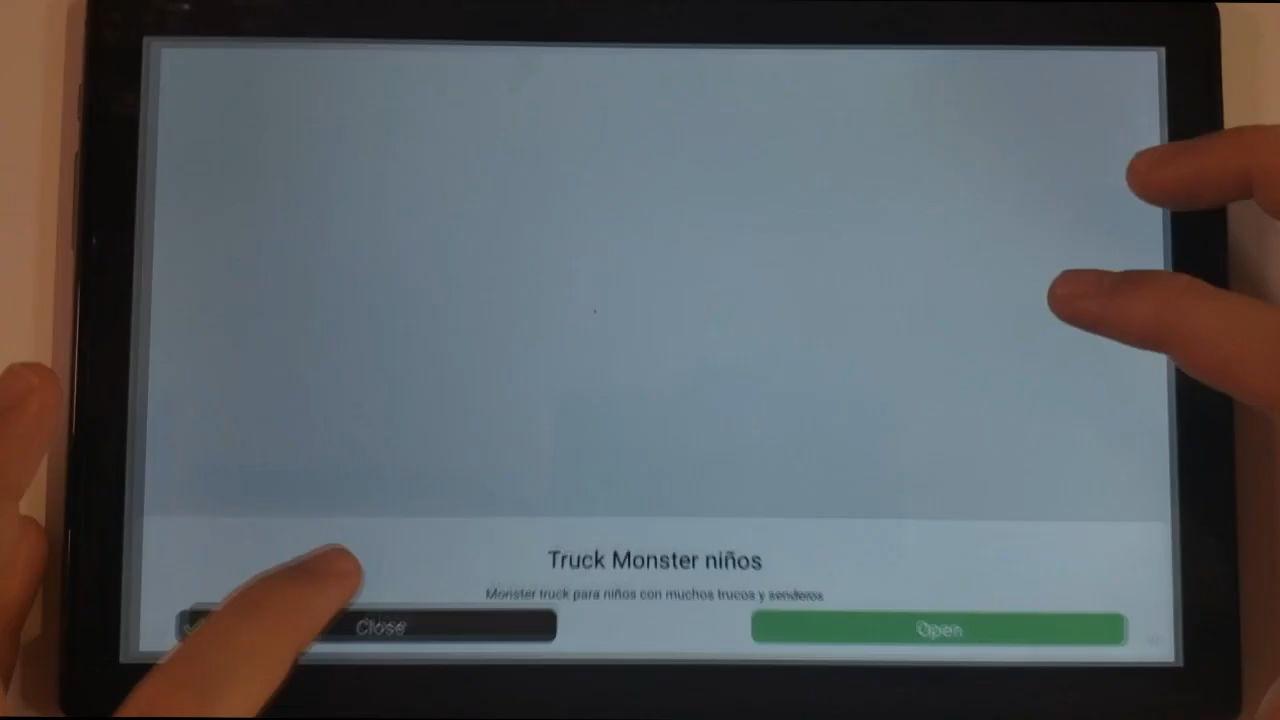 Truck Monster niños
Monster truck para niños con muchos trucos y senderos
Close
Open